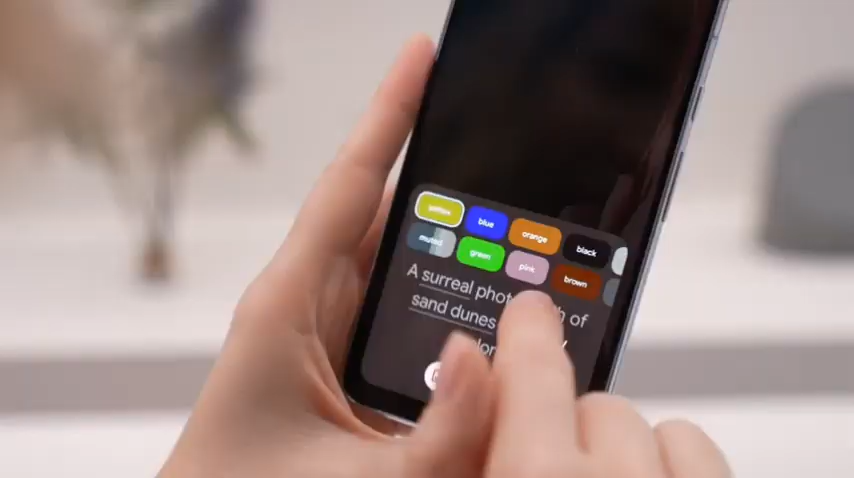 yellow
blue
orange
black
muted
green
pink
brown
A surreal of
sand dunes